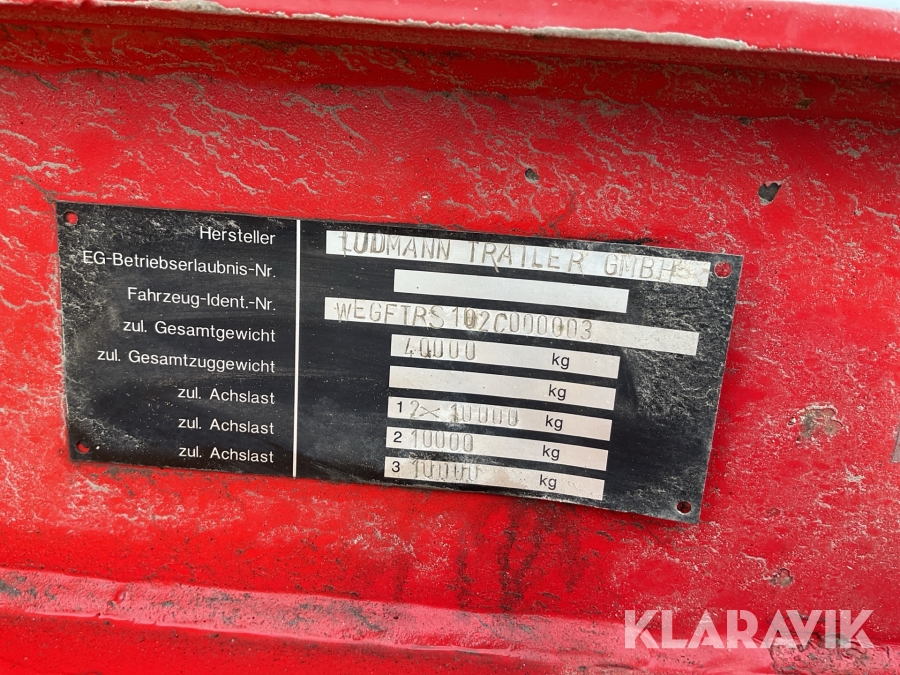 Hersteller LUDMANN TRAILER GMBH
EG-Betriebserlaubnis-Nr.
Fahrzeug-Ident.-Nr. WEGFTRS102C000003
zul. Gesamtgewicht 40000 kg
zul. Gesamtzuggewicht
zul. Achslast 1 2x 10000 kg
zul. Achslast 2 10000 kg
zul. Achslast 3 10000 kg
KLARAVIK